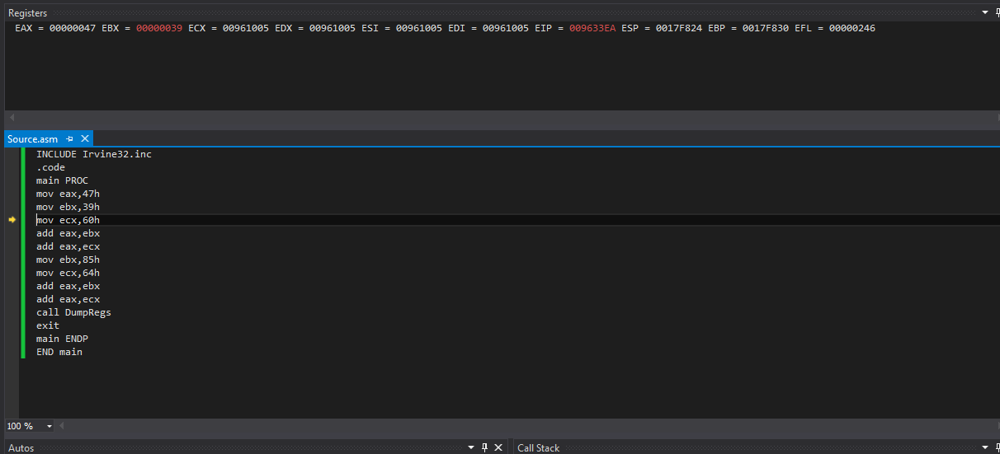 Registers
EAX = 00000047 EBX = 00000039 ECX = 00961005 EDX = 00961005 ESI = 00961005 EDI = 00961005 EIP = 009633EA ESP = 0017F824 EBP = 0017F830 EFL = 00000246
Source.asm
INCLUDE Irvine32.inc
.code
main PROC
mov eax,47h
mov ebx,39h
mov ecx,60h
add eax,ebx
add eax,ecx
mov ebx,85h
mov ecx,64h
add eax,ebx
add eax,ecx
call DumpRegs
exit
main ENDP
END main
100 %
Autos
Call Stack